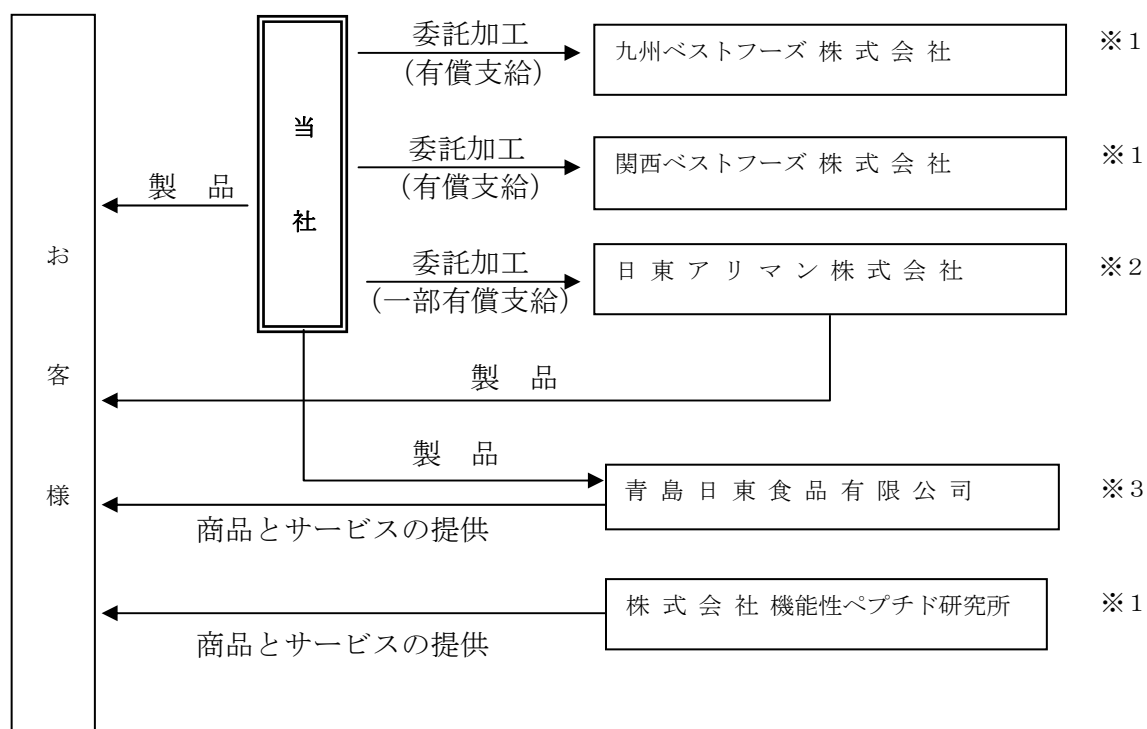 委託加工
(有償支給)
九州ベストフーズ 株 式 会 社
※1
当
社
委託加工
(有償支給)
関西ベストフーズ 株 式 会 社
※1
製 品
委託加工
(一部有償支給)
日 東 ア リ マ ン 株 式 会 社
※2
お
客
様
製 品
製 品
青 島 日 東 食 品 有 限 公 司
※3
商品とサービスの提供
株 式 会 社 機能性ペプチド研究所
※1
商品とサービスの提供